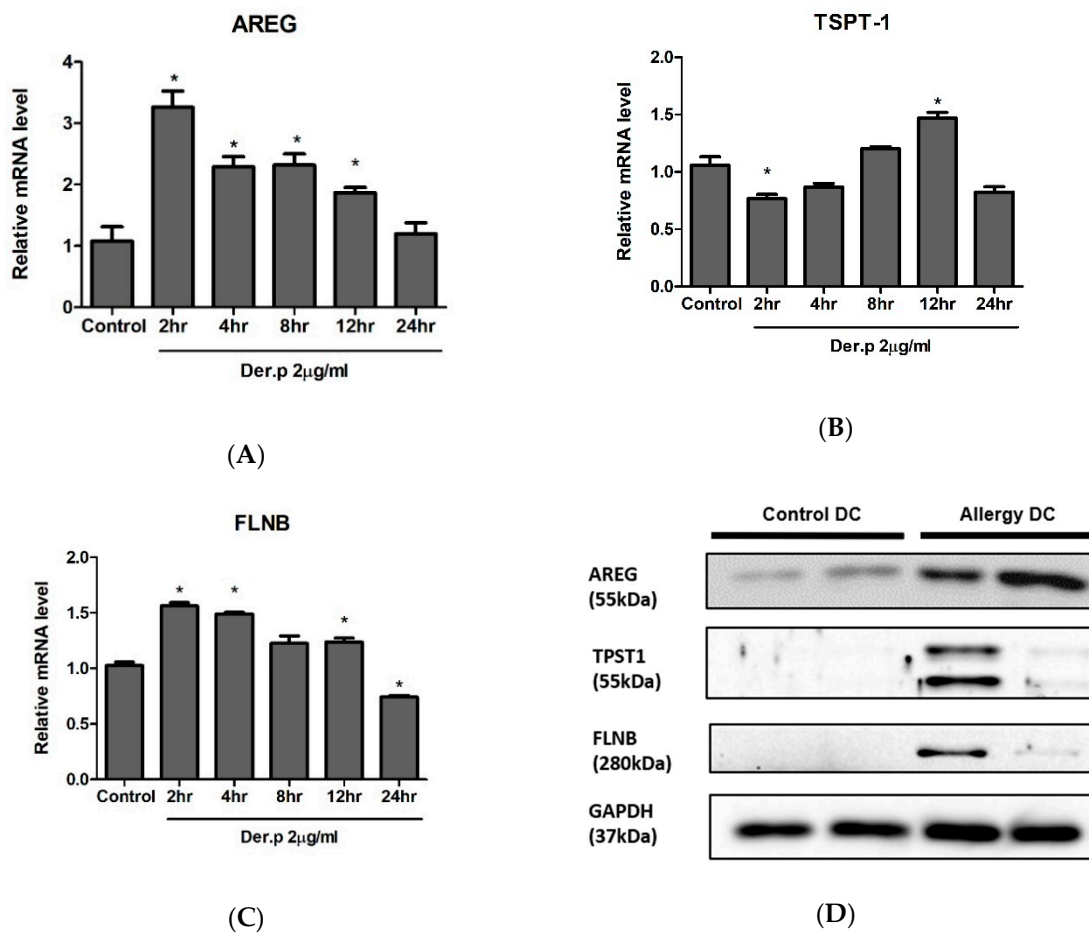 AREG
Relative mRNA level
4
3
2
1
0
*
*
*
*
Control 2hr 4hr 8hr 12hr 24hr
Der.p 2μg/ml
(A)
TSPT-1
Relative mRNA level
2.0
1.5
1.0
0.5
0.0
*
*
Control 2hr 4hr 8hr 12hr 24hr
Der.p 2μg/ml
(B)
FLNB
Relative mRNA level
2.0
1.5
1.0
0.5
0.0
*
*
*
*
Control 2hr 4hr 8hr 12hr 24hr
Der.p 2μg/ml
(C)
Control DC Allergy DC
AREG
(55kDa)
TPST1
(55kDa)
FLNB
(280kDa)
GAPDH
(37kDa)
(D)